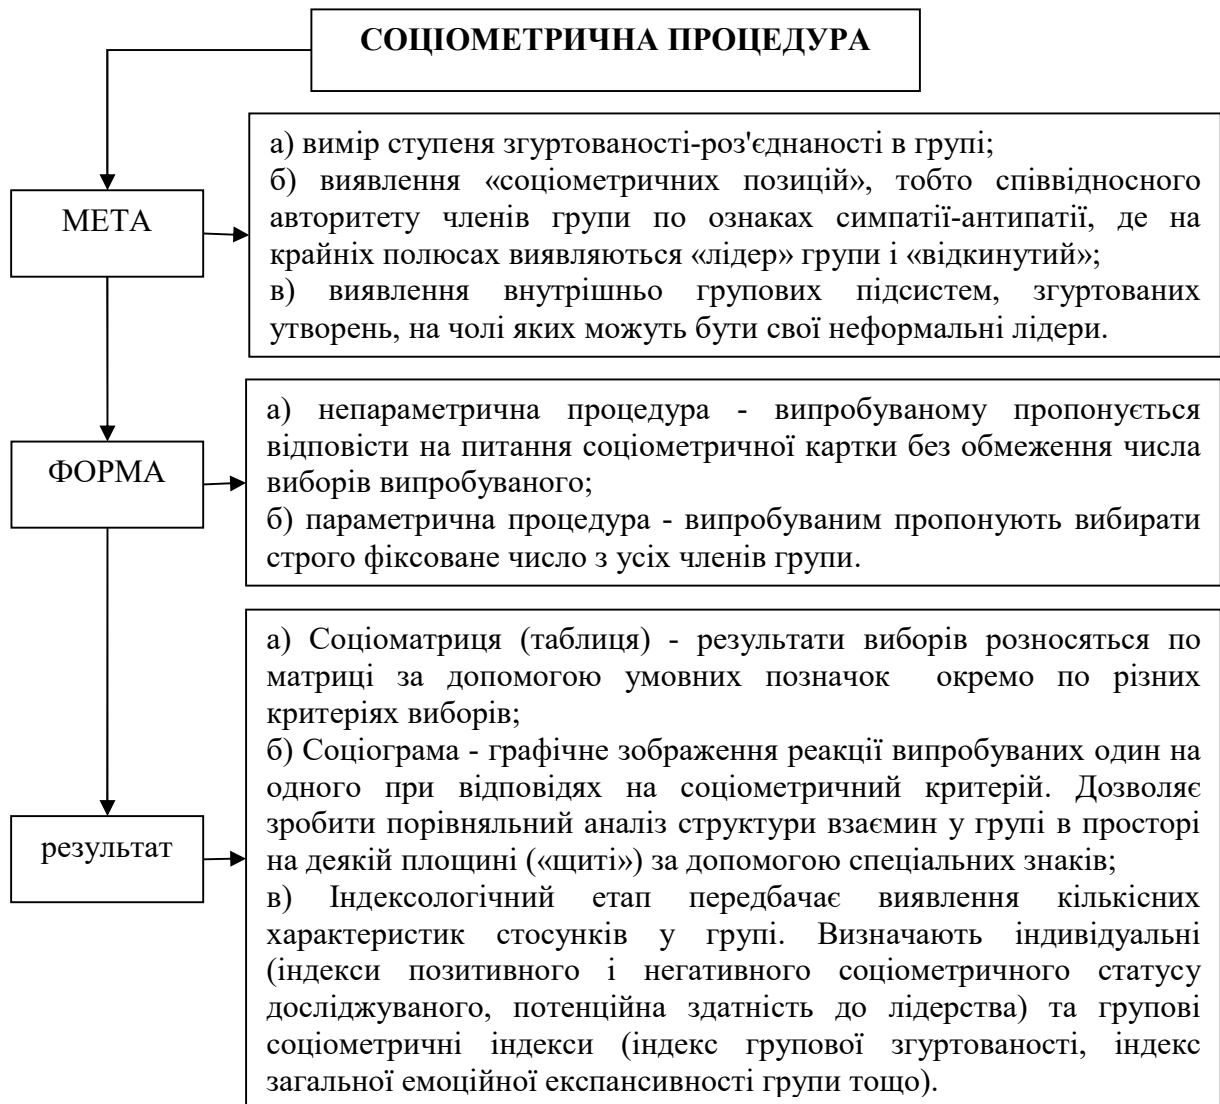 СОЦІОМЕТРИЧНА ПРОЦЕДУРА
МЕТА
а) вимір ступеня згуртованості-роз'єднаності в групі;
б) виявлення «соціометричних позицій», тобто співвідносного
авторитету членів групи по ознаках симпатії-антипатії, де на
крайніх полюсах виявляються «лідер» групи і «відкинутий»;
в) виявлення внутрішньо групових підсистем, згуртованих
утворень, на чолі яких можуть бути свої неформальні лідери.
ФОРМА
а) непараметрична процедура - випробуваному пропонується
відповісти на питання соціометричної картки без обмеження числа
виборів випробуваного;
б) параметрична процедура - випробуваним пропонують вибирати
строго фіксоване число з усіх членів групи.
результат
а) Соціоматриця (таблиця) - результати виборів розносяться по
матриці за допомогою умовних позначок окремо по різних
критеріях виборів;
б) Соціограма - графічне зображення реакції випробуваних один на
одного при відповідях на соціометричний критерій. Дозволяє
зробити порівняльний аналіз структури взаємин у групі в просторі
на деякій площині («щиті») за допомогою спеціальних знаків;
в) Індексологічний етап передбачає виявлення кількісних
характеристик стосунків у групі. Визначають індивідуальні
(індекси позитивного і негативного соціометричного статусу
досліджуваного, потенційна здатність до лідерства) та групові
соціометричні індекси (індекс групової згуртованості, індекс
загальної емоційної експансивності групи тощо).